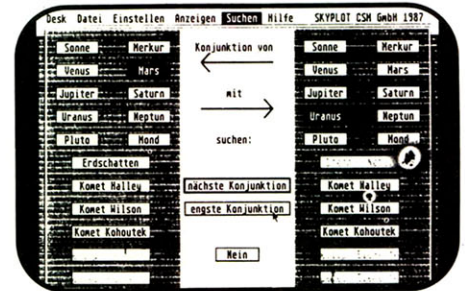 Desk Datei Einstellen Anzeigen Suchen Hilfe SKYPLOT CSM GmbH 1987
Sonne Merkur Konjunktion von Sonne Merkur
Venus Mars Venus Mars
Jupiter Saturn mit Jupiter Saturn
Uranus Neptun Uranus Neptun
Pluto Mond suchen: Pluto Mond
Erdschatten
Komet Halley nächste Konjunktion Komet Halley
Komet Wilson engste Konjunktion Komet Wilson
Komet Kohoutek Komet Kohoutek
Nein